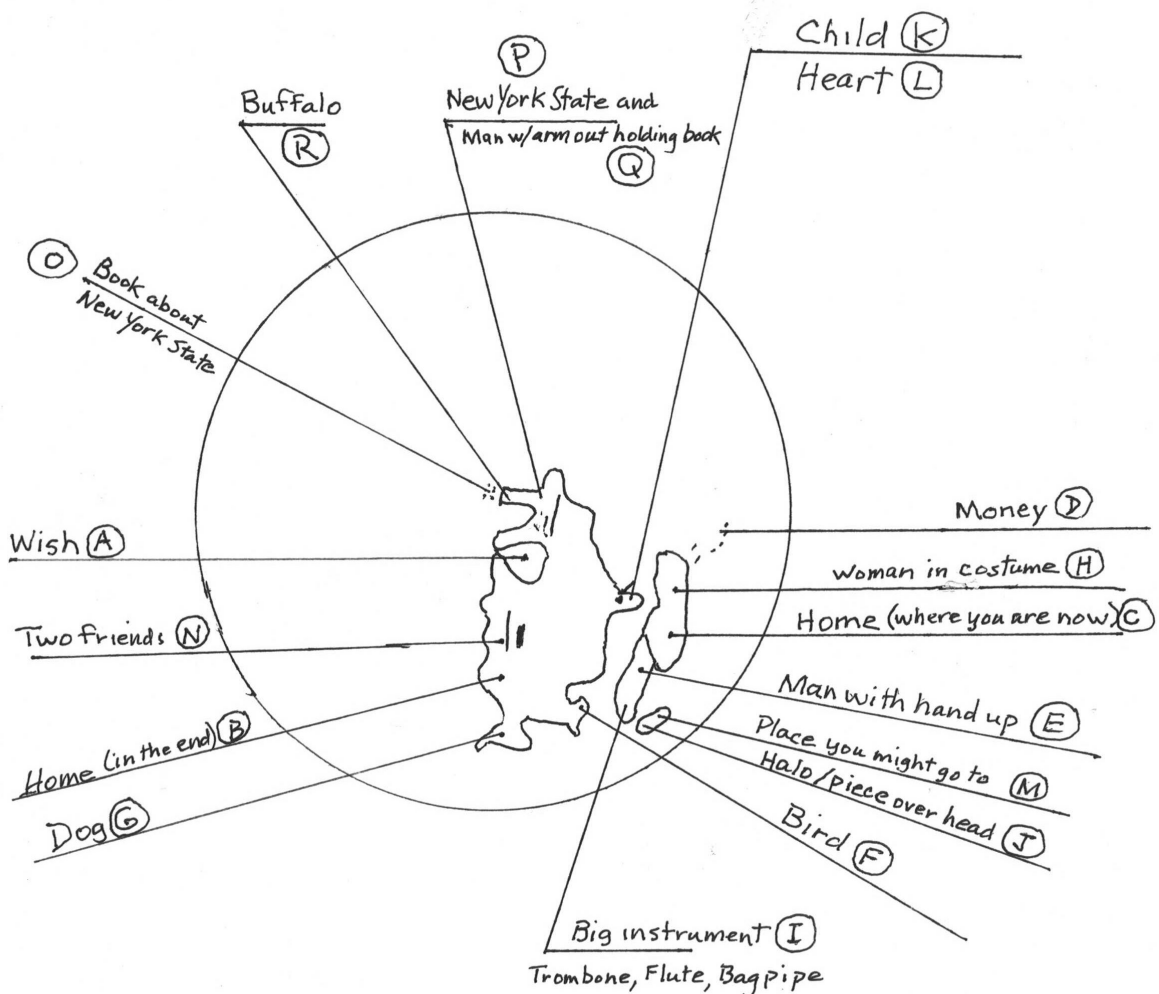 Child K
Heart L
P
New York State and
Man w/arm out holding book
Q
Buffalo
R
O
Book about
New York State
Wish A
Two friends N
Home (in the end) B
Dog G
Money D
Woman in costume H
Home (where you are now) C
Man with hand up E
Place you might go to M
Halo/piece over head J
Bird F
Big instrument I
Trombone, Flute, Bagpipe